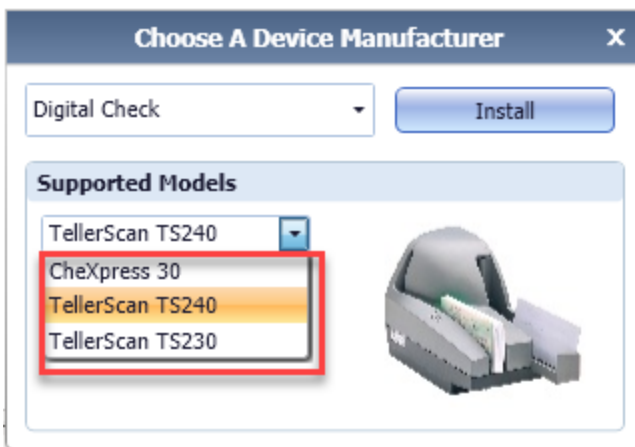 Choose A Device Manufacturer X
Digital Check Install
Supported Models
TellerScan TS240
CheXpress 30
TellerScan TS240
TellerScan TS230